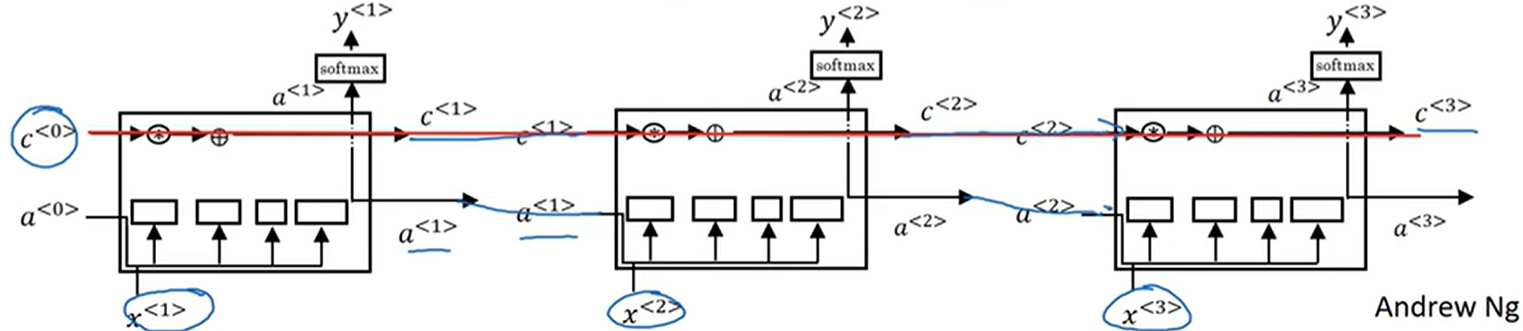 y<1> y<2> y<3>
softmax softmax softmax
a<1> a<2> a<3>
c<0> c<1> c<1> c<2> c<2> c<3>
a<0> a<1> a<1> a<2> a<2> a<3>
x<1> x<2> x<3>
Andrew Ng